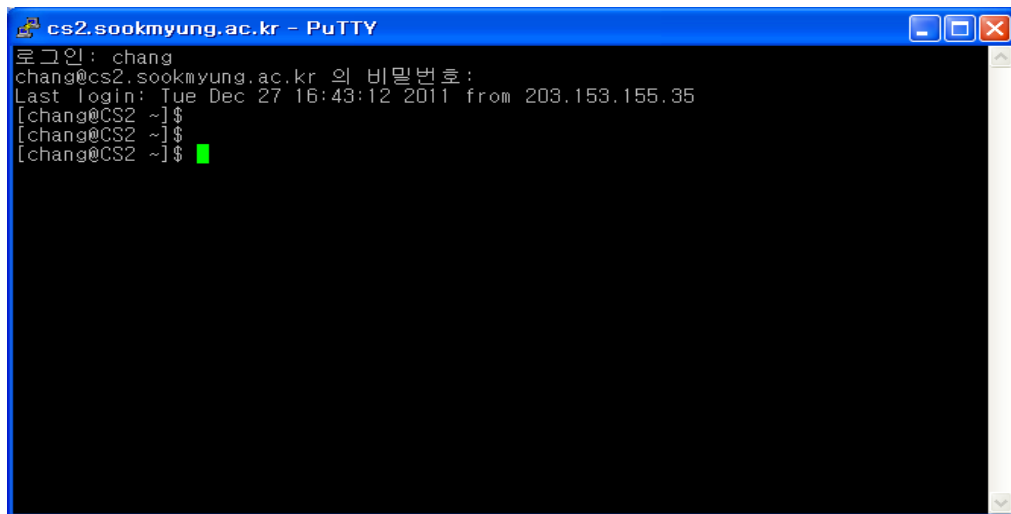 cs2.sookmyung.ac.kr - PuTTY
로그인: chang
chang@cs2.sookmyung.ac.kr 의 비밀번호:
Last login: Tue Dec 27 16:43:12 2011 from 203.153.155.35
[chang@CS2 ~]$
[chang@CS2 ~]$
[chang@CS2 ~]$